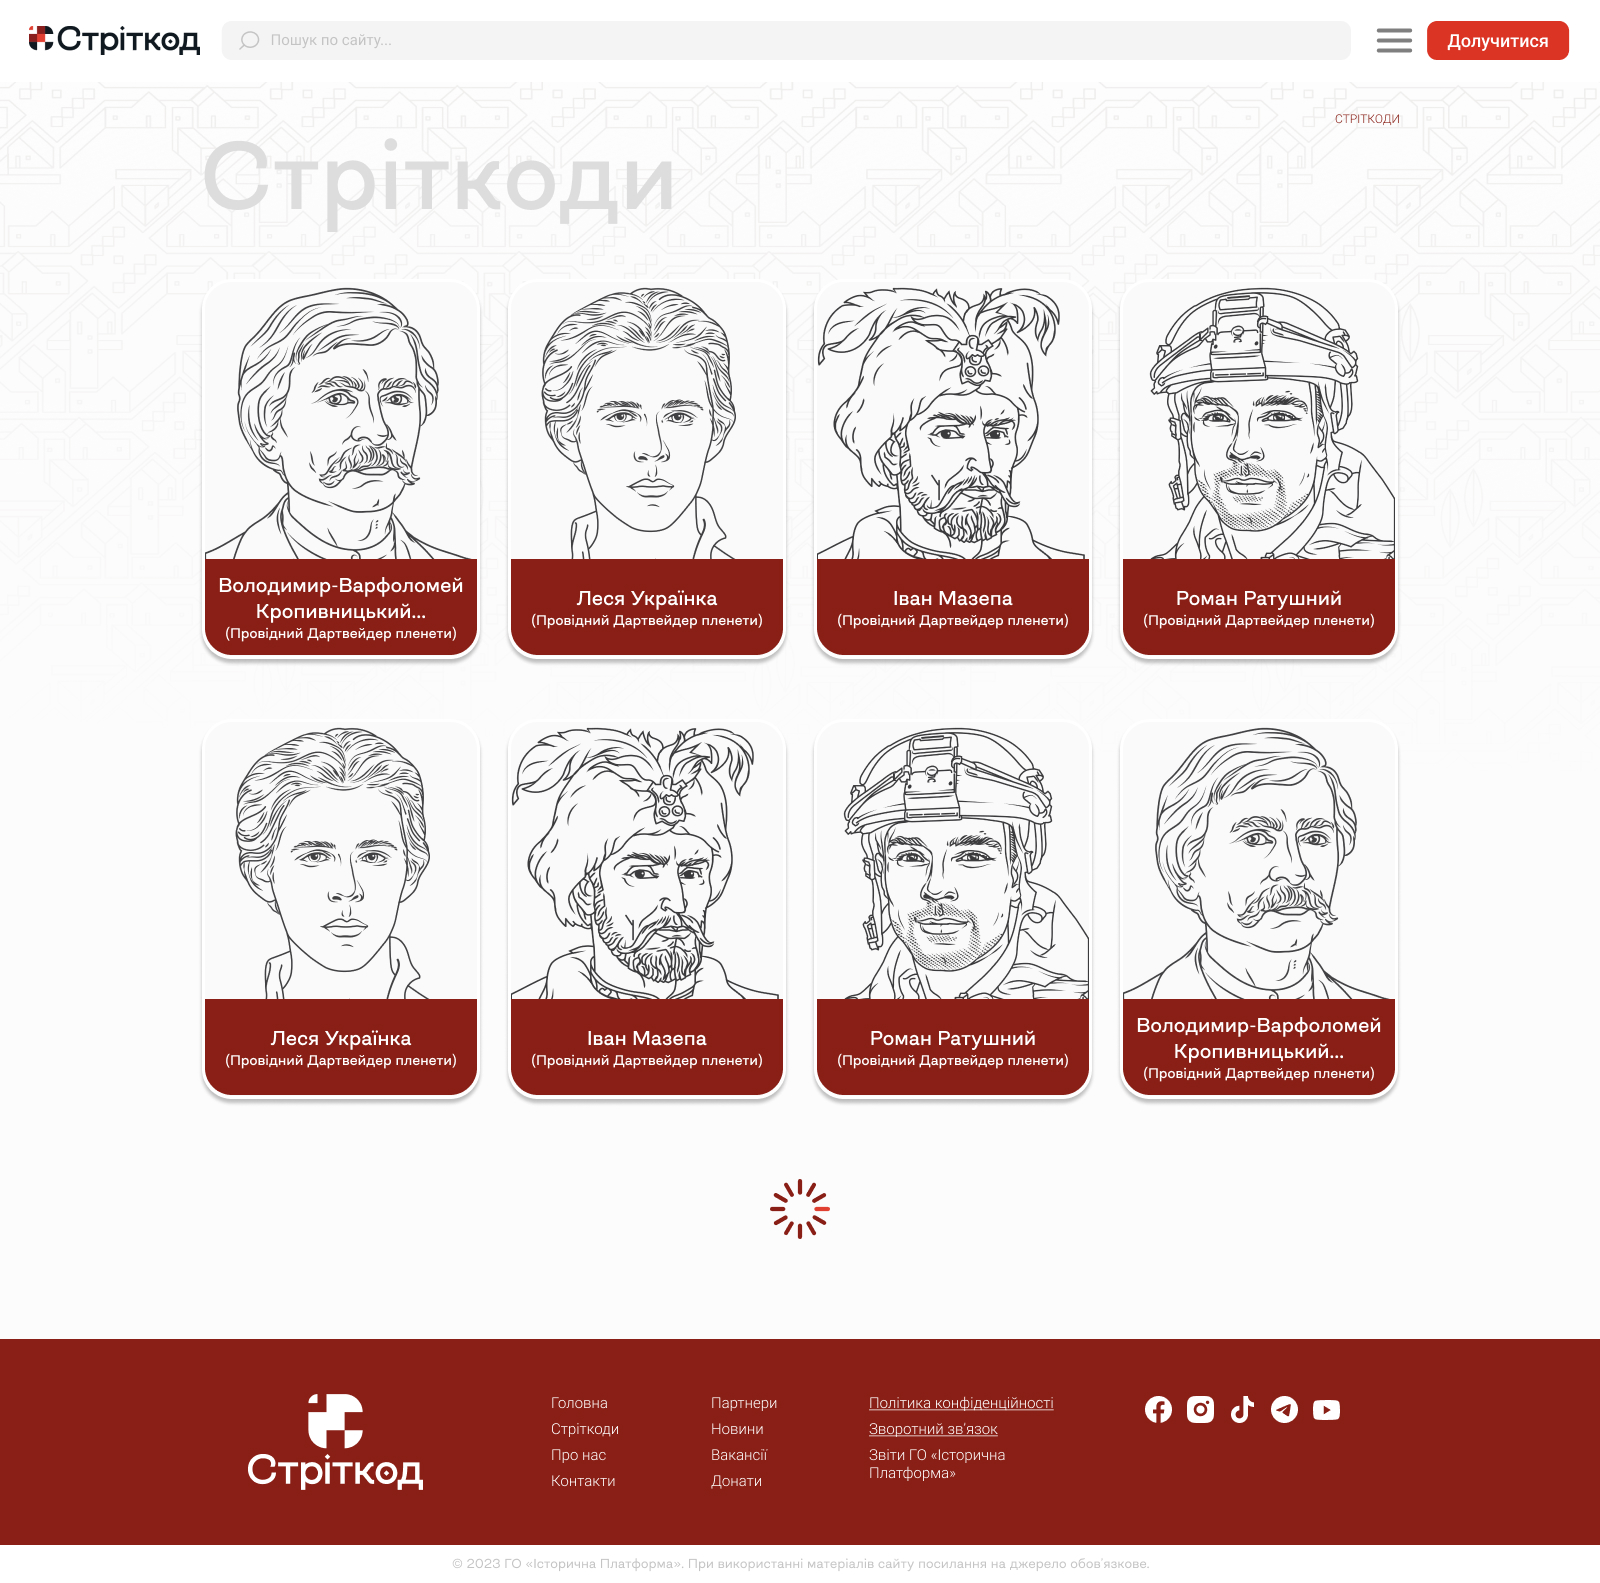 Стріткод
Пошук по сайту...
Долучитися
СТРІТКОДИ
Стріткоди
Володимир-Варфоломей
Кропивницький...
(Провідний Дартвейдер пленети)
Леся Українка
(Провідний Дартвейдер пленети)
Іван Мазепа
(Провідний Дартвейдер пленети)
Роман Ратушний
(Провідний Дартвейдер пленети)
Леся Українка
(Провідний Дартвейдер пленети)
Іван Мазепа
(Провідний Дартвейдер пленети)
Роман Ратушний
(Провідний Дартвейдер пленети)
Володимир-Варфоломей
Кропивницький...
(Провідний Дартвейдер пленети)
Стріткод
Головна
Стріткоди
Про нас
Контакти
Партнери
Новини
Вакансії
Донати
Політика конфіденційності
Зворотний зв'язок
Звіти ГО «Історична
Платформа»
© 2023 ГО «Історична Платформа». При використанні матеріалів сайту посилання на джерело обов'язкове.